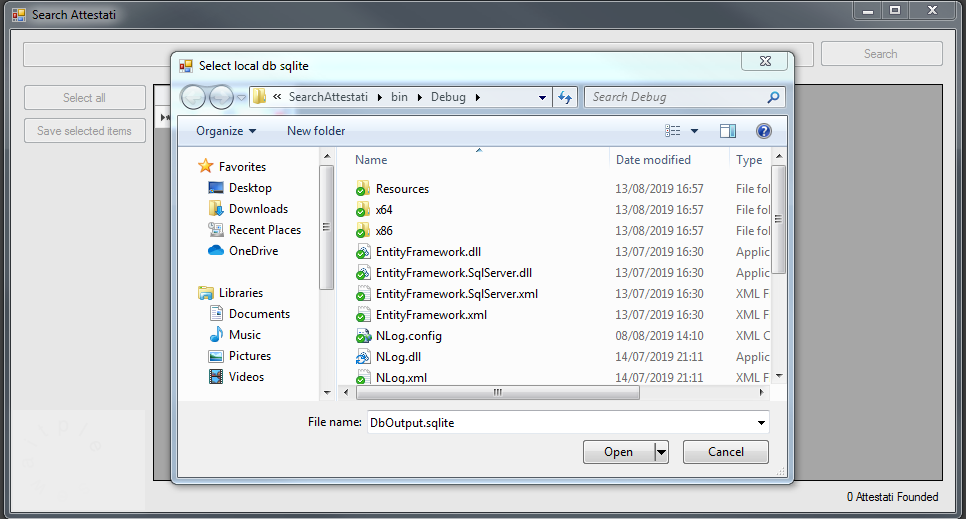 Search Attestati
Search
Select all
Save selected items
Select local db sqlite
« SearchAttestati bin Debug
Search Debug
Organize New folder
Name Date modified Type
Favorites
Desktop
Downloads
Recent Places
OneDrive
Libraries
Documents
Music
Pictures
Videos
Resources 13/08/2019 16:57 File fol
x64 13/08/2019 16:57 File fol
x86 13/08/2019 16:57 File fol
EntityFramework.dll 13/07/2019 16:30 Applic
EntityFramework.SqlServer.dll 13/07/2019 16:30 Applic
EntityFramework.SqlServer.xml 13/07/2019 16:30 XML F
EntityFramework.xml 13/07/2019 16:30 XML F
NLog.config 08/08/2019 14:10 XML C
NLog.dll 14/07/2019 21:11 Applic
NLog.xml 14/07/2019 21:11 XML F
File name: DbOutput.sqlite
Open Cancel
0 Attestati Founded